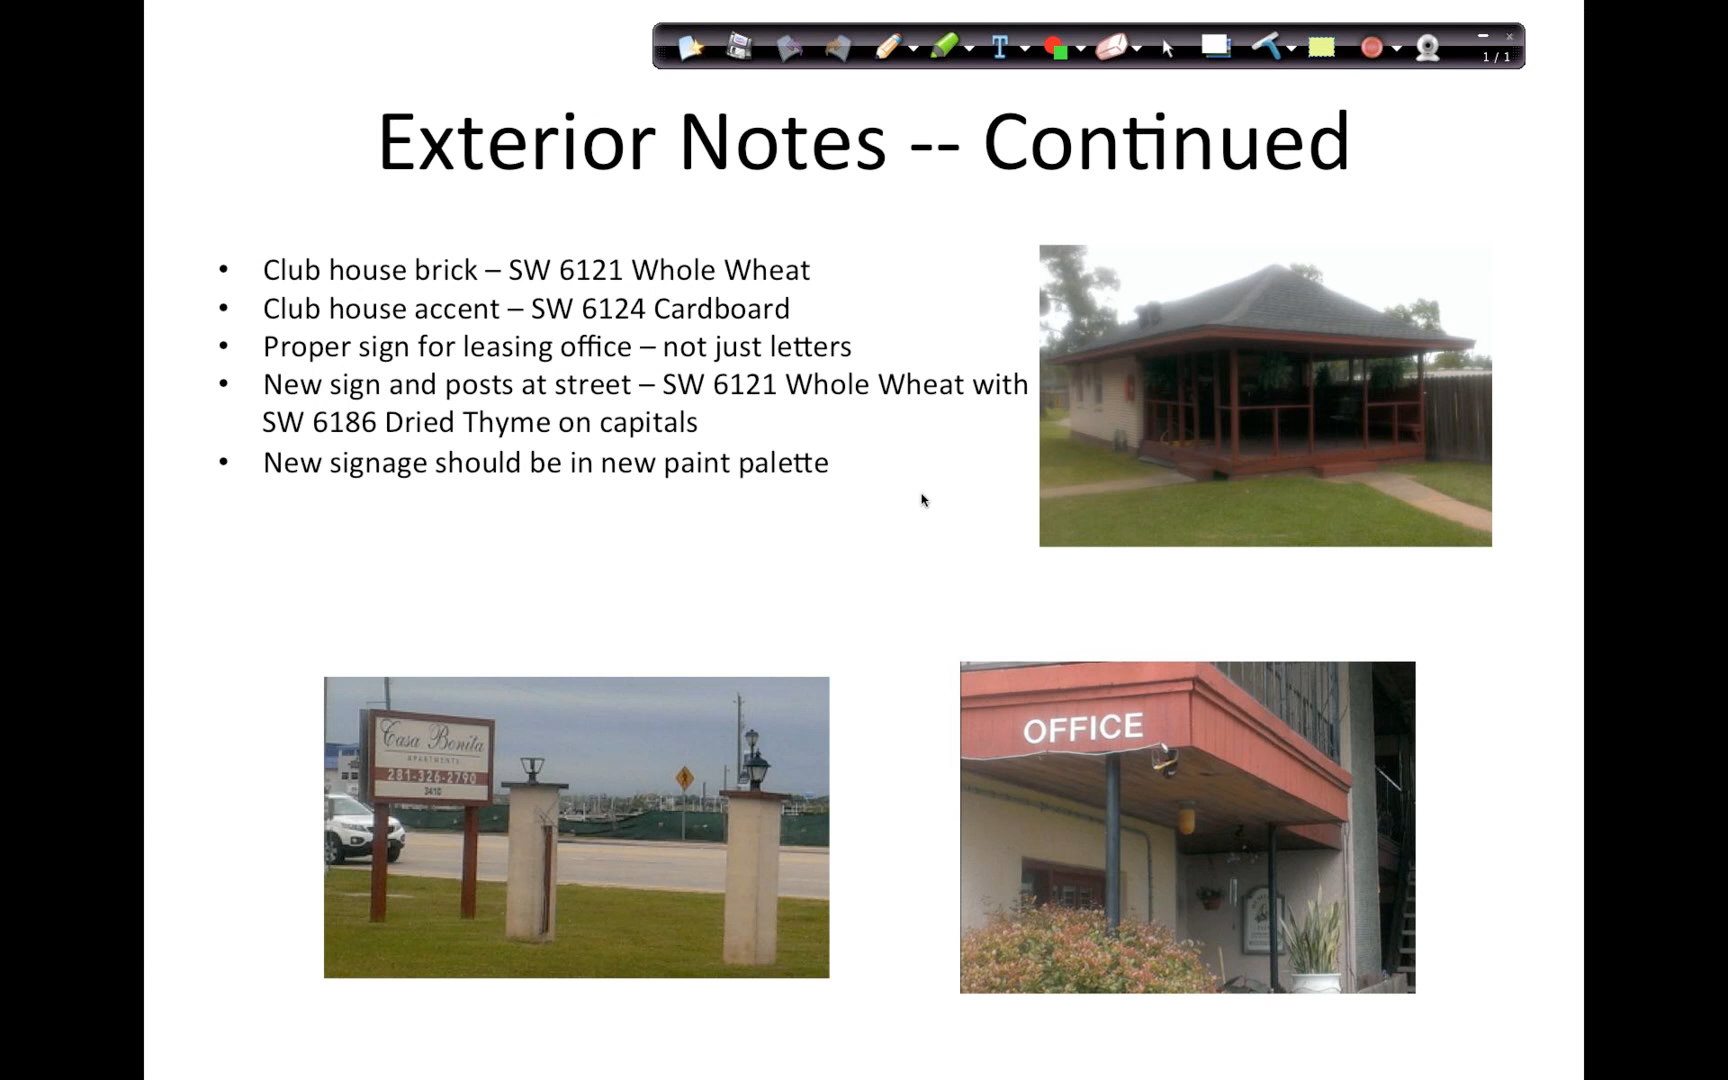 1 / 1
Exterior Notes -- Continued
• Club house brick – SW 6121 Whole Wheat
• Club house accent – SW 6124 Cardboard
• Proper sign for leasing office – not just letters
• New sign and posts at street – SW 6121 Whole Wheat with
SW 6186 Dried Thyme on capitals
• New signage should be in new paint palette
Casa Bonita
APARTMENTS
281-326-2790
3410
OFFICE